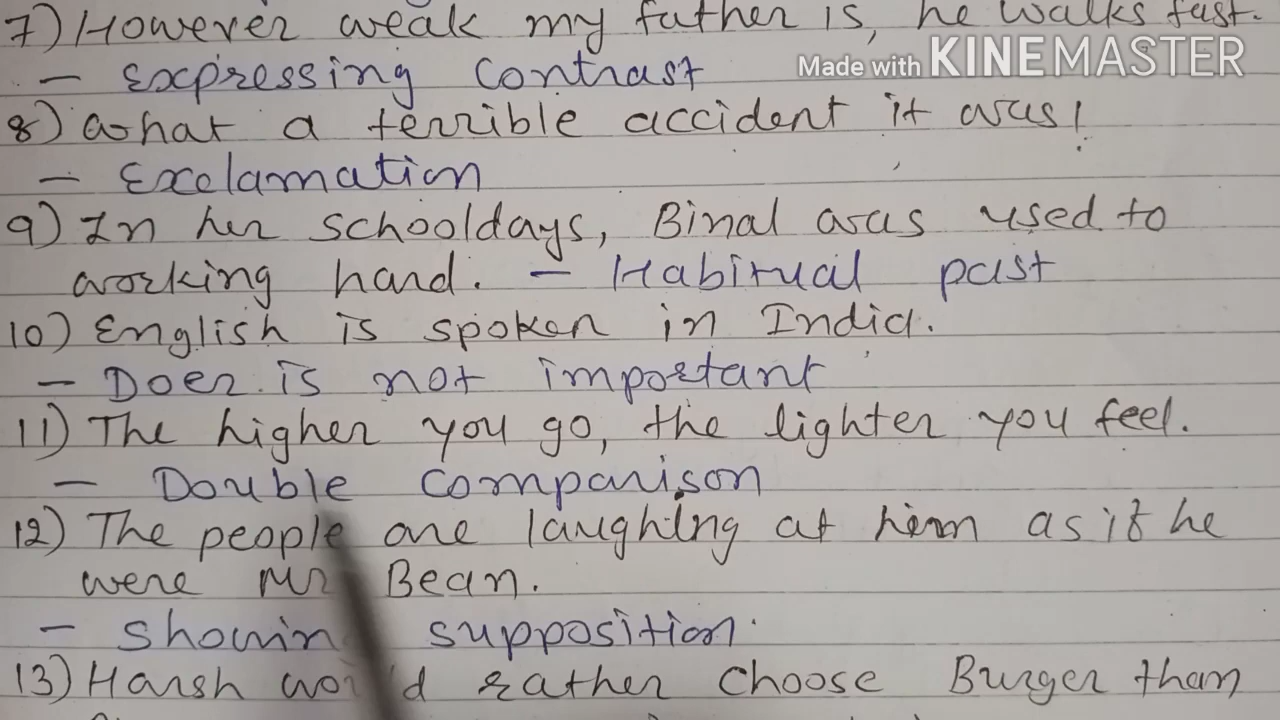 7) However weak my father is, he walks fast.
Made with KINEMASTER
- Expressing Contrast
8) What a terrible accident it was!
- Exclamation
9) In her schooldays, Binal was used to
working hard. - Habitual past
10) English is spoken in India.
- Doer is not important
11) The higher you go, the lighter you feel.
- Double Comparison
12) The people are laughing at him as if he
were Mr Bean.
- Showing supposition.
13) Harsh would rather choose Burger than